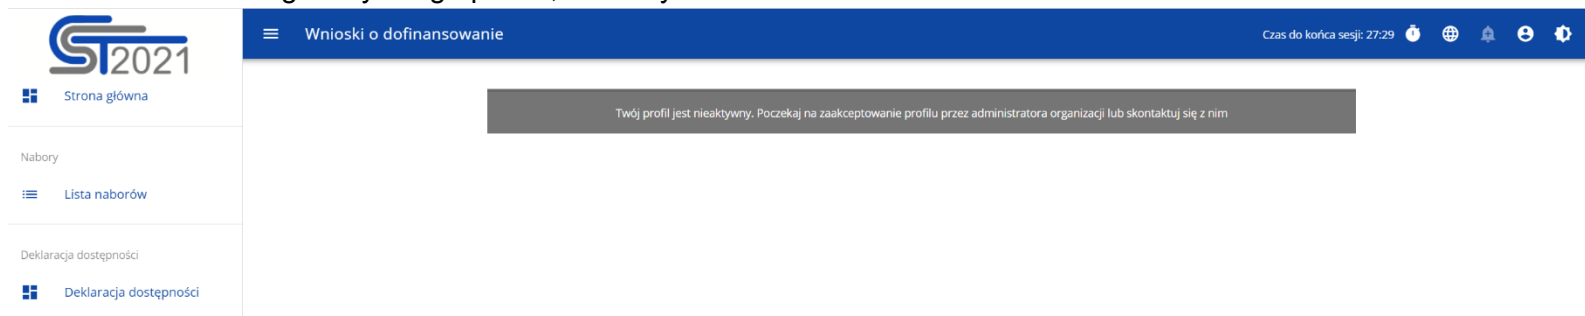 CST2021
Wnioski o dofinansowanie
Czas do końca sesji: 27:29
Strona główna
Twój profil jest nieaktywny. Poczekaj na zaakceptowanie profilu przez administratora organizacji lub skontaktuj się z nim
Nabory
Lista naborów
Deklaracja dostępności
Deklaracja dostępności